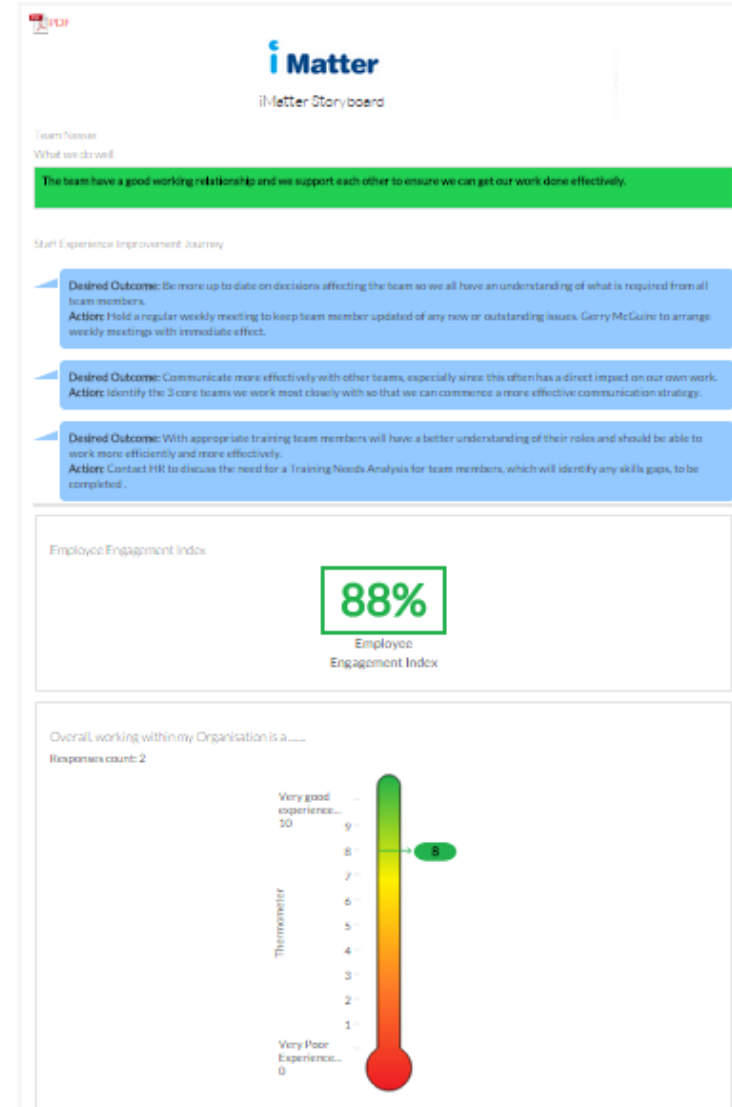 PDF
i Matter
iMatter Storyboard
Team Name
What we do well
The team have a good working relationship and we support each other to ensure we can get our work done effectively.
Staff Experience Improvement Journey
Desired Outcome: Be more up to date on decisions affecting the team so we all have an understanding of what is required from all
team members.
Action: Hold a regular weekly meeting to keep team member updated of any new or outstanding issues. Gerry McGuire to arrange
weekly meetings with immediate effect.
Desired Outcome: Communicate more effectively with other teams, especially since this often has a direct impact on our own work.
Action: Identify the 3 core teams we work most closely with so that we can commence a more effective communication strategy.
Desired Outcome: With appropriate training team members will have a better understanding of their roles and should be able to
work more efficiently and more effectively.
Action: Contact HR to discuss the need for a Training Needs Analysis for team members, which will identify any skills gaps, to be
completed .
Employee Engagement Index
88%
Employee
Engagement Index
Overall, working within my Organisation is a .......
Responses count: 2
Very good
experience...
10
9
8
8
7
6
Thermometer
5
4
3
2
1
Very Poor
Experience...
0